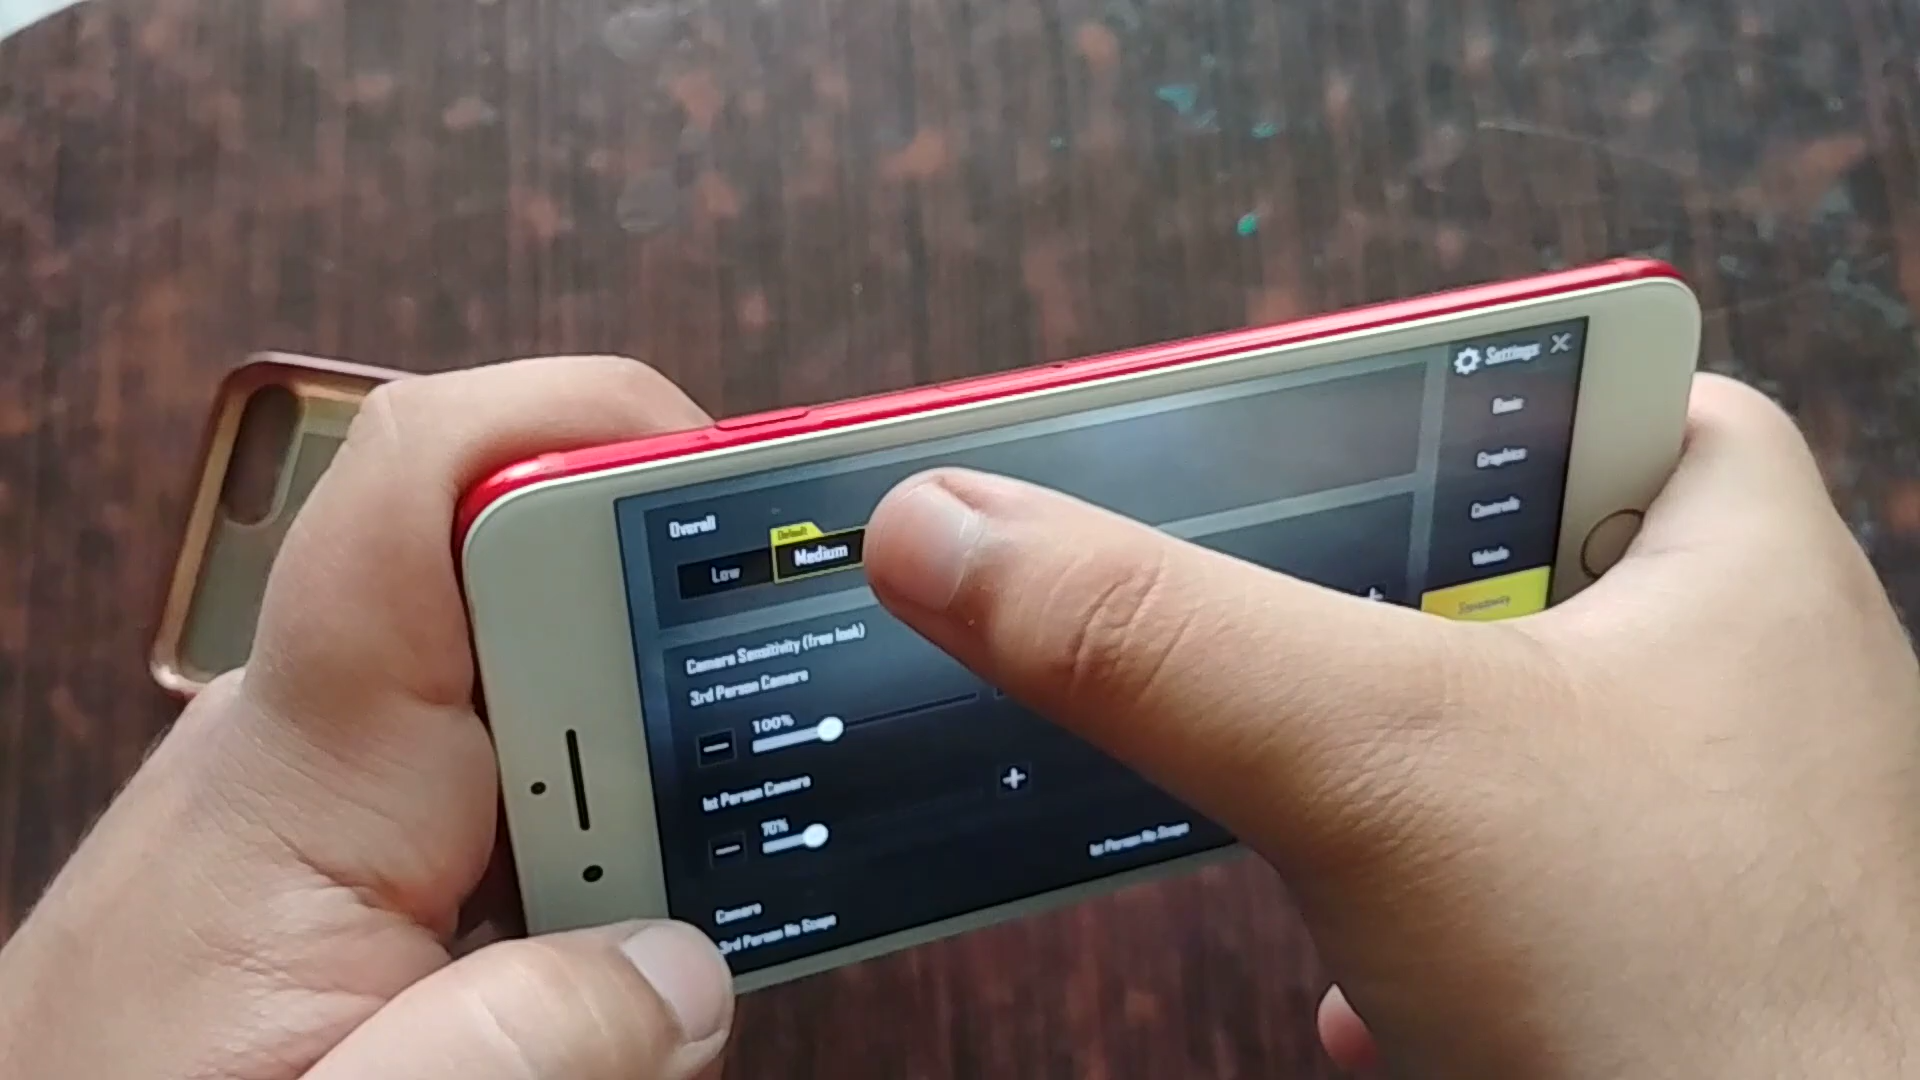 Settings
Basic
Graphics
Controls
Vehicle
Sensitivity
Overall
Default
Low
Medium
Camera Sensitivity (free look)
3rd Person Camera
100%
1st Person Camera
70%
Camera
3rd Person No Scope
1st Person No Scope